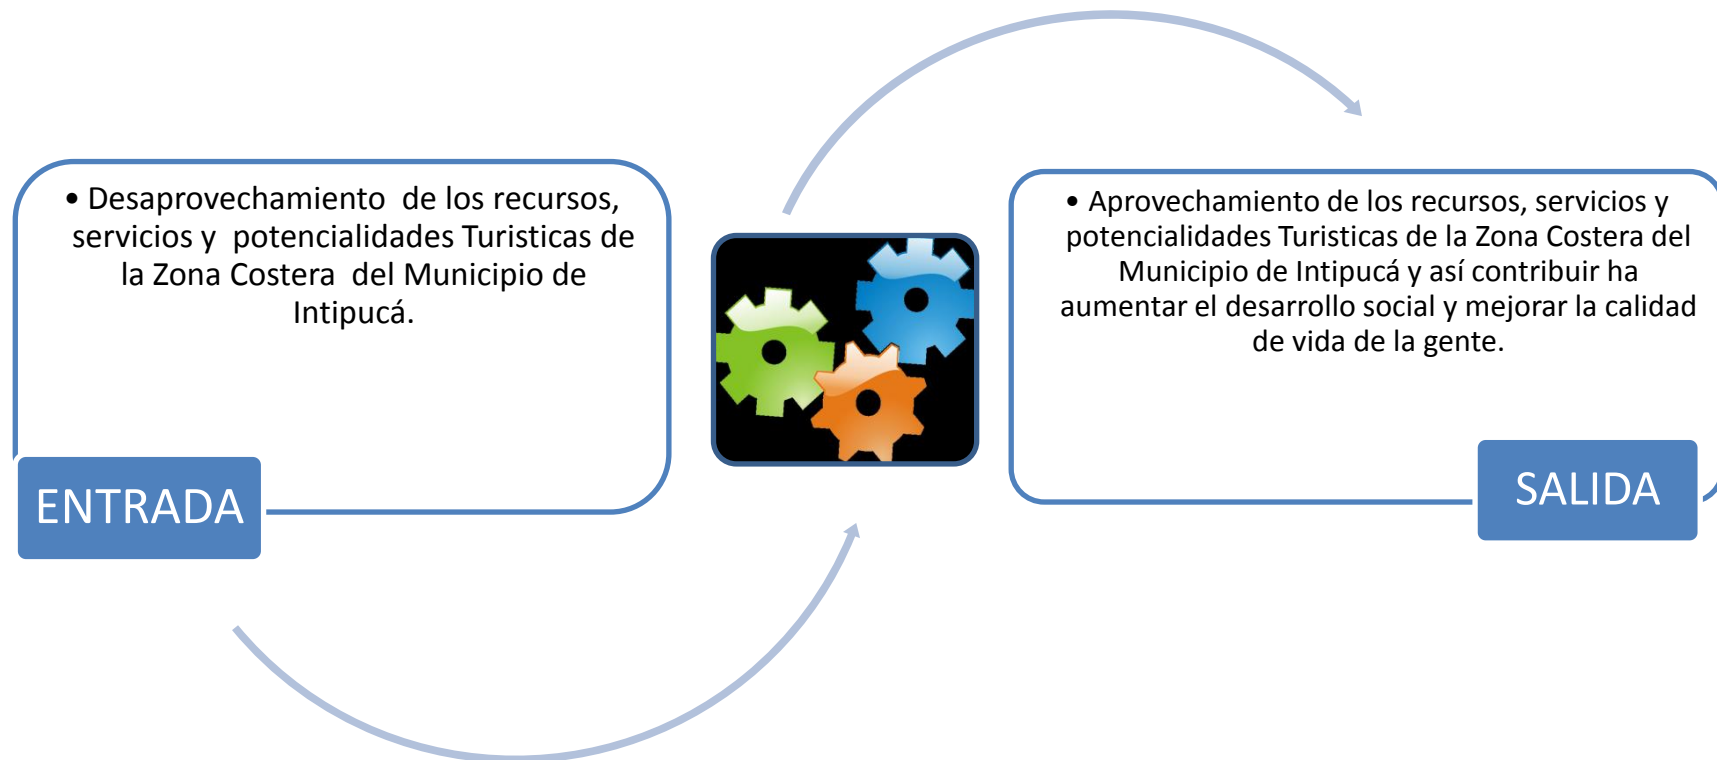 • Desaprovechamiento de los recursos,
servicios y potencialidades Turisticas de
la Zona Costera del Municipio de
Intipucá.
ENTRADA
• Aprovechamiento de los recursos, servicios y
potencialidades Turisticas de la Zona Costera del
Municipio de Intipucá y así contribuir ha
aumentar el desarrollo social y mejorar la calidad
de vida de la gente.
SALIDA